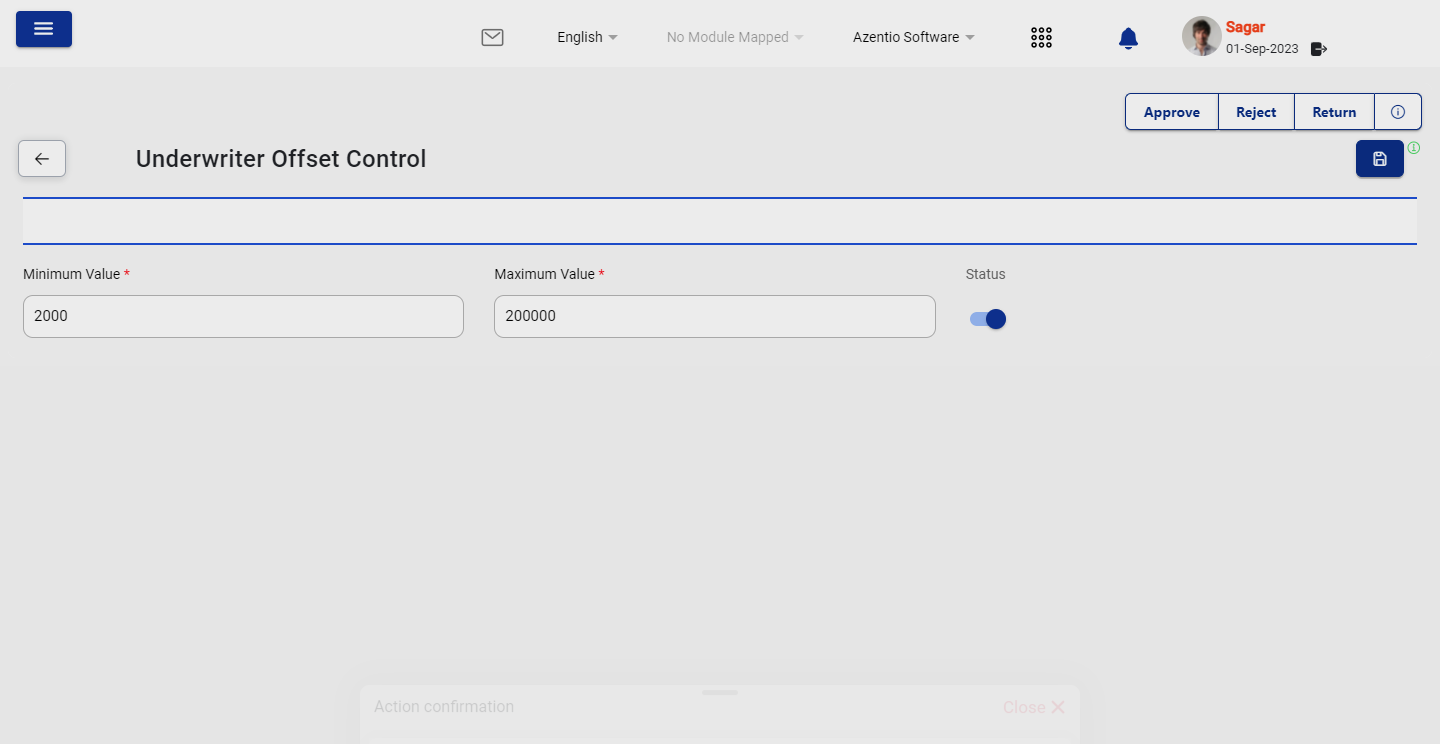 English
No Module Mapped
Azentio Software
Sagar
01-Sep-2023
Approve
Reject
Return
Underwriter Offset Control
Minimum Value *
Maximum Value *
Status
2000
200000
Action confirmation
Close